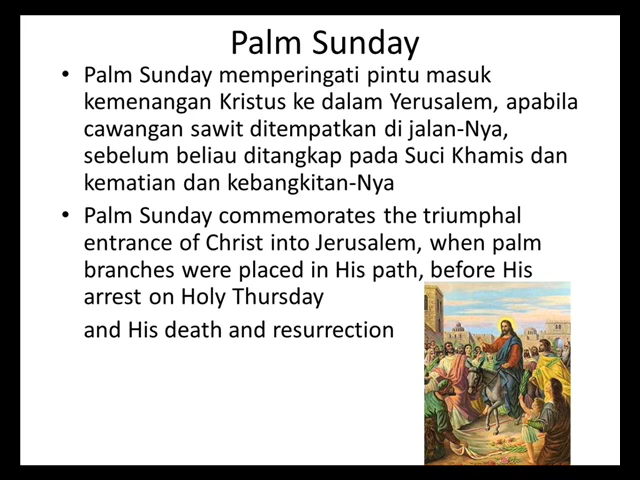 Palm Sunday
• Palm Sunday memperingati pintu masuk
kemenangan Kristus ke dalam Yerusalem, apabila
cawangan sawit ditempatkan di jalan-Nya,
sebelum beliau ditangkap pada Suci Khamis dan
kematian dan kebangkitan-Nya
• Palm Sunday commemorates the triumphal
entrance of Christ into Jerusalem, when palm
branches were placed in His path, before His
arrest on Holy Thursday
and His death and resurrection